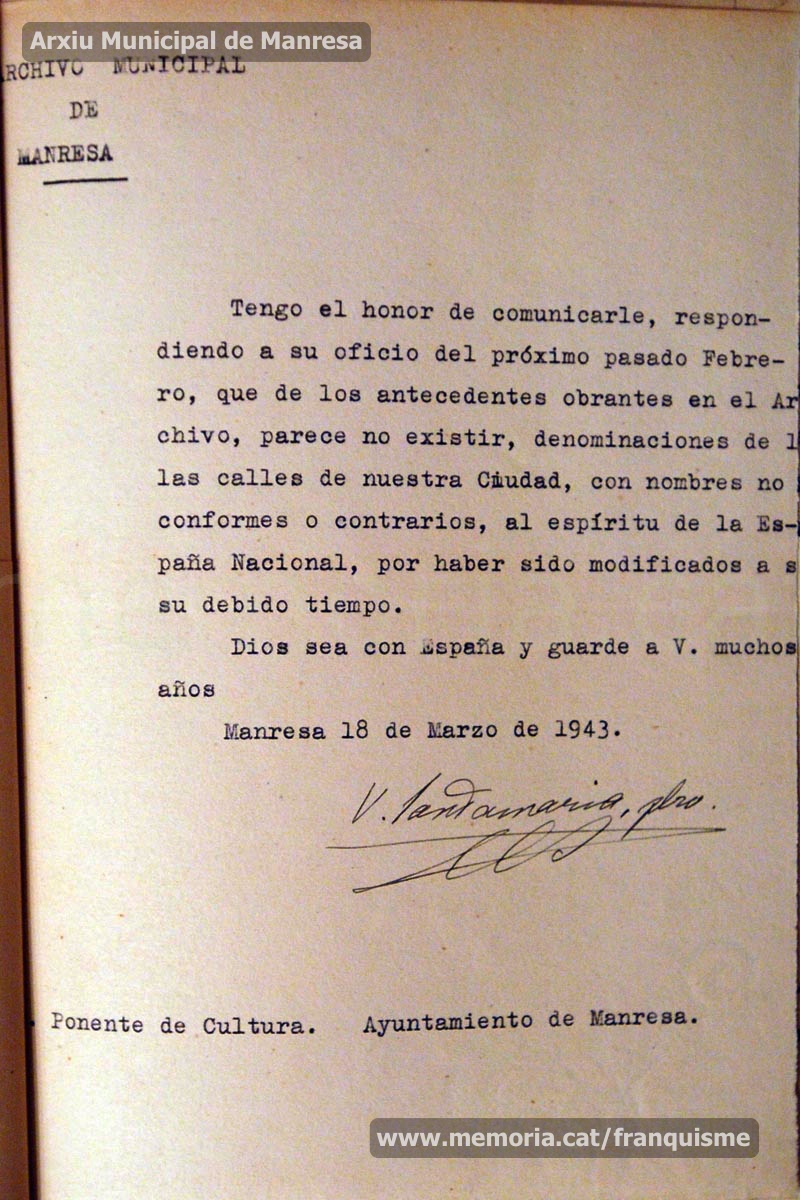 Arxiu Municipal de Manresa
RCHIVO MUNICIPAL
DE
MANRESA
Tengo el honor de comunicarle, respon-
diendo a su oficio del próximo pasado Febre-
ro, que de los antecedentes obrantes en el Ar
chivo, parece no existir, denominaciones de l
las calles de nuestra Ciudad, con nombres no
conformes o contrarios, al espíritu de la Es-
paña Nacional, por haber sido modificados a s
su debido tiempo.
Dios sea con España y guarde a V. muchos
años
Manresa 18 de Marzo de 1943.
V. Santamaria, pbro.
Ponente de Cultura. Ayuntamiento de Manresa.
www.memoria.cat/franquisme